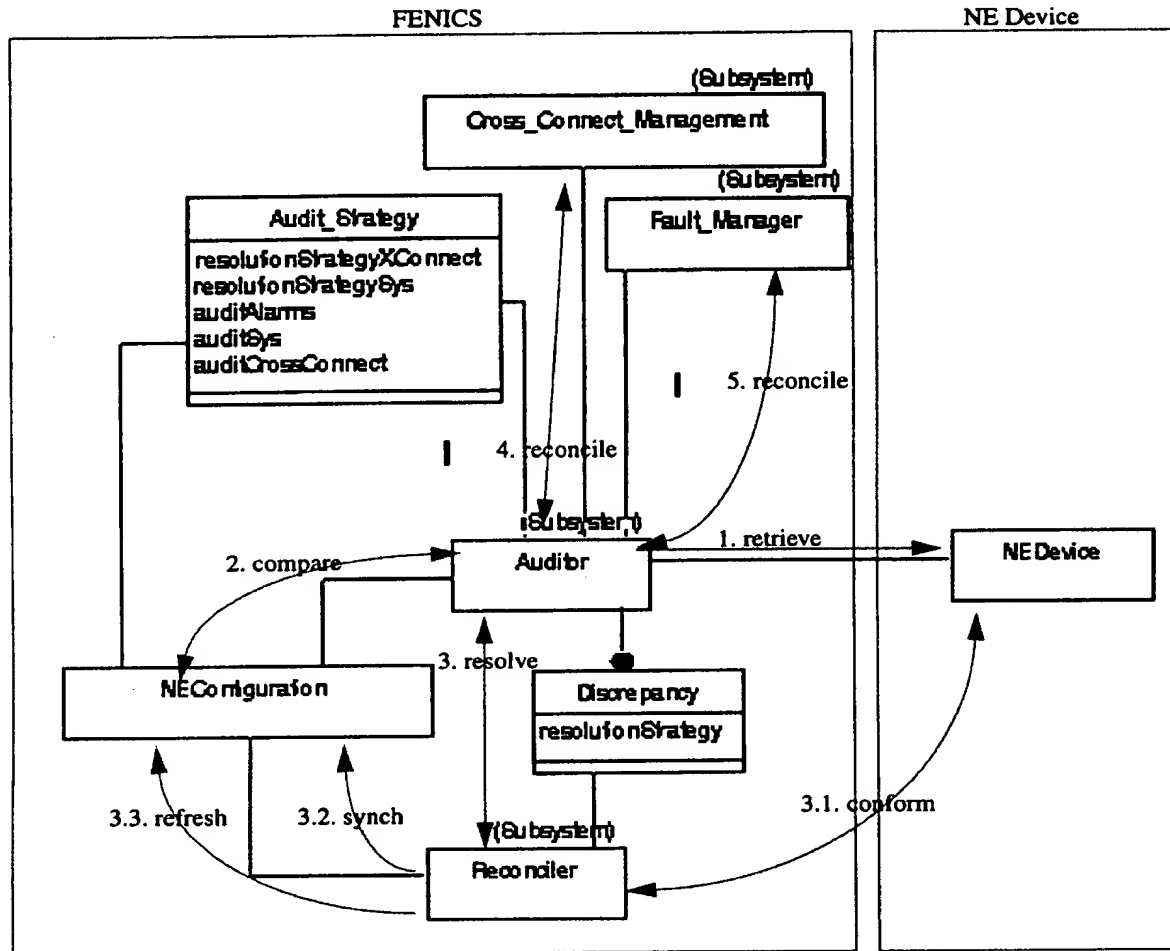 FENICS
NE Device
(Subsystem)
Cross_Connect_Management
(Subsystem)
Fault_Manager
Audit_Strategy
resolutionStrategyXConnect
resolutionStrategySys
auditAlarms
auditSys
auditCrossConnect
5. reconcile
4. reconcile
(Subsystem)
Auditor
1. retrieve
NEDevice
2. compare
3. resolve
NEConfiguration
Discrepancy
resolutionStrategy
3.3. refresh
3.2. synch
3.1. conform
(Subsystem)
Reconciler